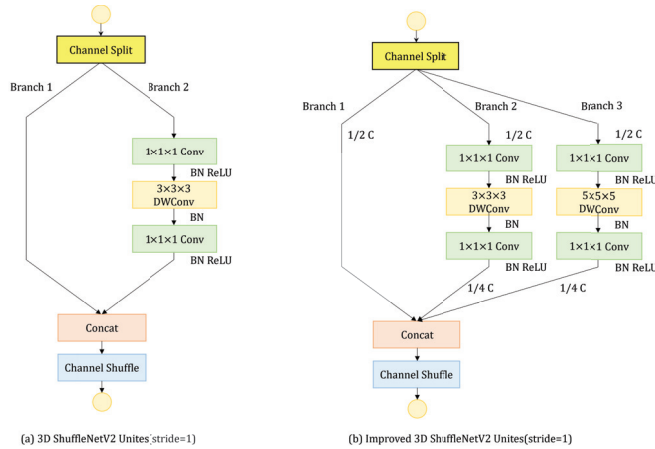 Channel Split
Branch 1
Branch 2
1×1×1 Conv
BN ReLU
3×3×3
DWConv
BN
1×1×1 Conv
BN ReLU
Concat
Channel Shuffle
(a) 3D ShuffleNetV2 Unites(stride=1)
Channel Split
Branch 1
Branch 2
Branch 3
1/2 C
1/2 C
1/2 C
1×1×1 Conv
1×1×1 Conv
BN ReLU
BN ReLU
3×3×3
DWConv
5×5×5
DWConv
BN
BN
1×1×1 Conv
1×1×1 Conv
BN ReLU
BN ReLU
1/4 C
1/4 C
Concat
Channel Shufle
(b) Improved 3D ShuffleNetV2 Unites(stride=1)